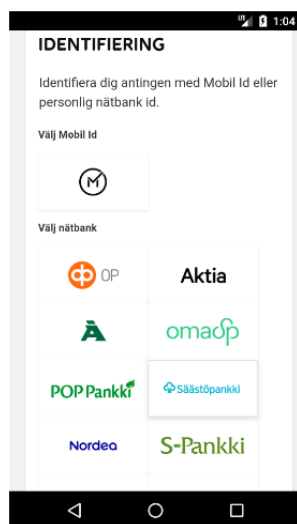 1:04
IDENTIFIERING
Identifiera dig antingen med Mobil Id eller
personlig nätbank id.
Välj Mobil Id
M
Välj nätbank
OP
Aktia
Å
omasp
POP Pankki
Säästöpankki
Nordea
S-Pankki